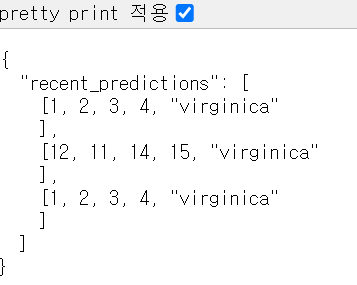 pretty print 적용
{
  "recent_predictions": [
    [1, 2, 3, 4, "virginica"
    ],
    [12, 11, 14, 15, "virginica"
    ],
    [1, 2, 3, 4, "virginica"
    ]
  ]
}